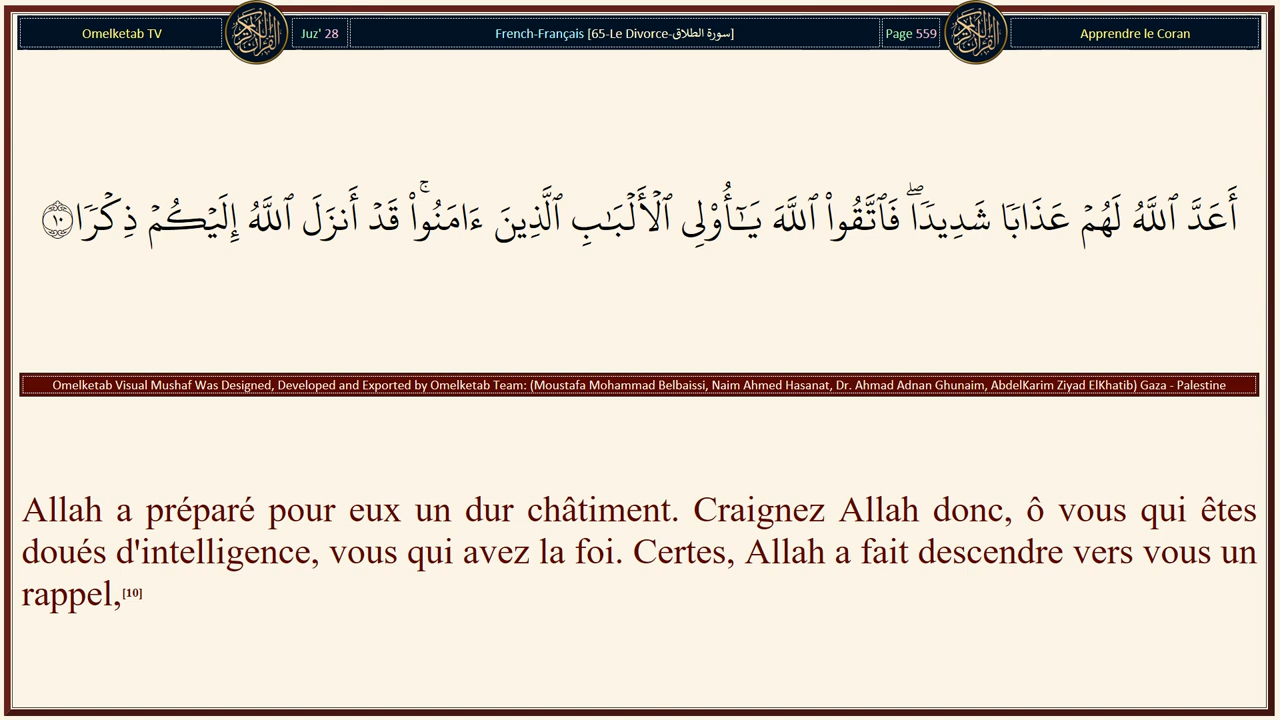 Omelketab TV
Juz' 28
French-Français [65-Le Divorce-سورة الطلاق]
Page 559
Apprendre le Coran
أَعَدَّ ٱللَّهُ لَهُمۡ عَذَابٗا شَدِيدٗاۖ فَٱتَّقُواْ ٱللَّهَ يَٰٓأُوْلِي ٱلۡأَلۡبَٰبِ ٱلَّذِينَ ءَامَنُواْۚ قَدۡ أَنزَلَ ٱللَّهُ إِلَيۡكُمۡ ذِكۡرٗا ١٠
Omelketab Visual Mushaf Was Designed, Developed and Exported by Omelketab Team: (Moustafa Mohammad Belbaissi, Naim Ahmed Hasanat, Dr. Ahmad Adnan Ghunaim, AbdelKarim Ziyad ElKhatib) Gaza - Palestine
Allah a préparé pour eux un dur châtiment. Craignez Allah donc, ô vous qui êtes
doués d'intelligence, vous qui avez la foi. Certes, Allah a fait descendre vers vous un
rappel,[10]